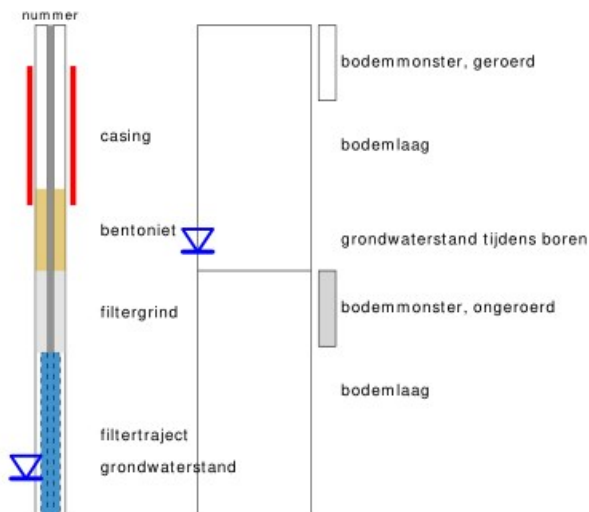 nummer
bodemmonster, geroerd
casing
bodemlaag
bentoniet
grondwaterstand tijdens boren
filtergrind
bodemmonster, ongeroerd
bodemlaag
filtertraject
grondwaterstand